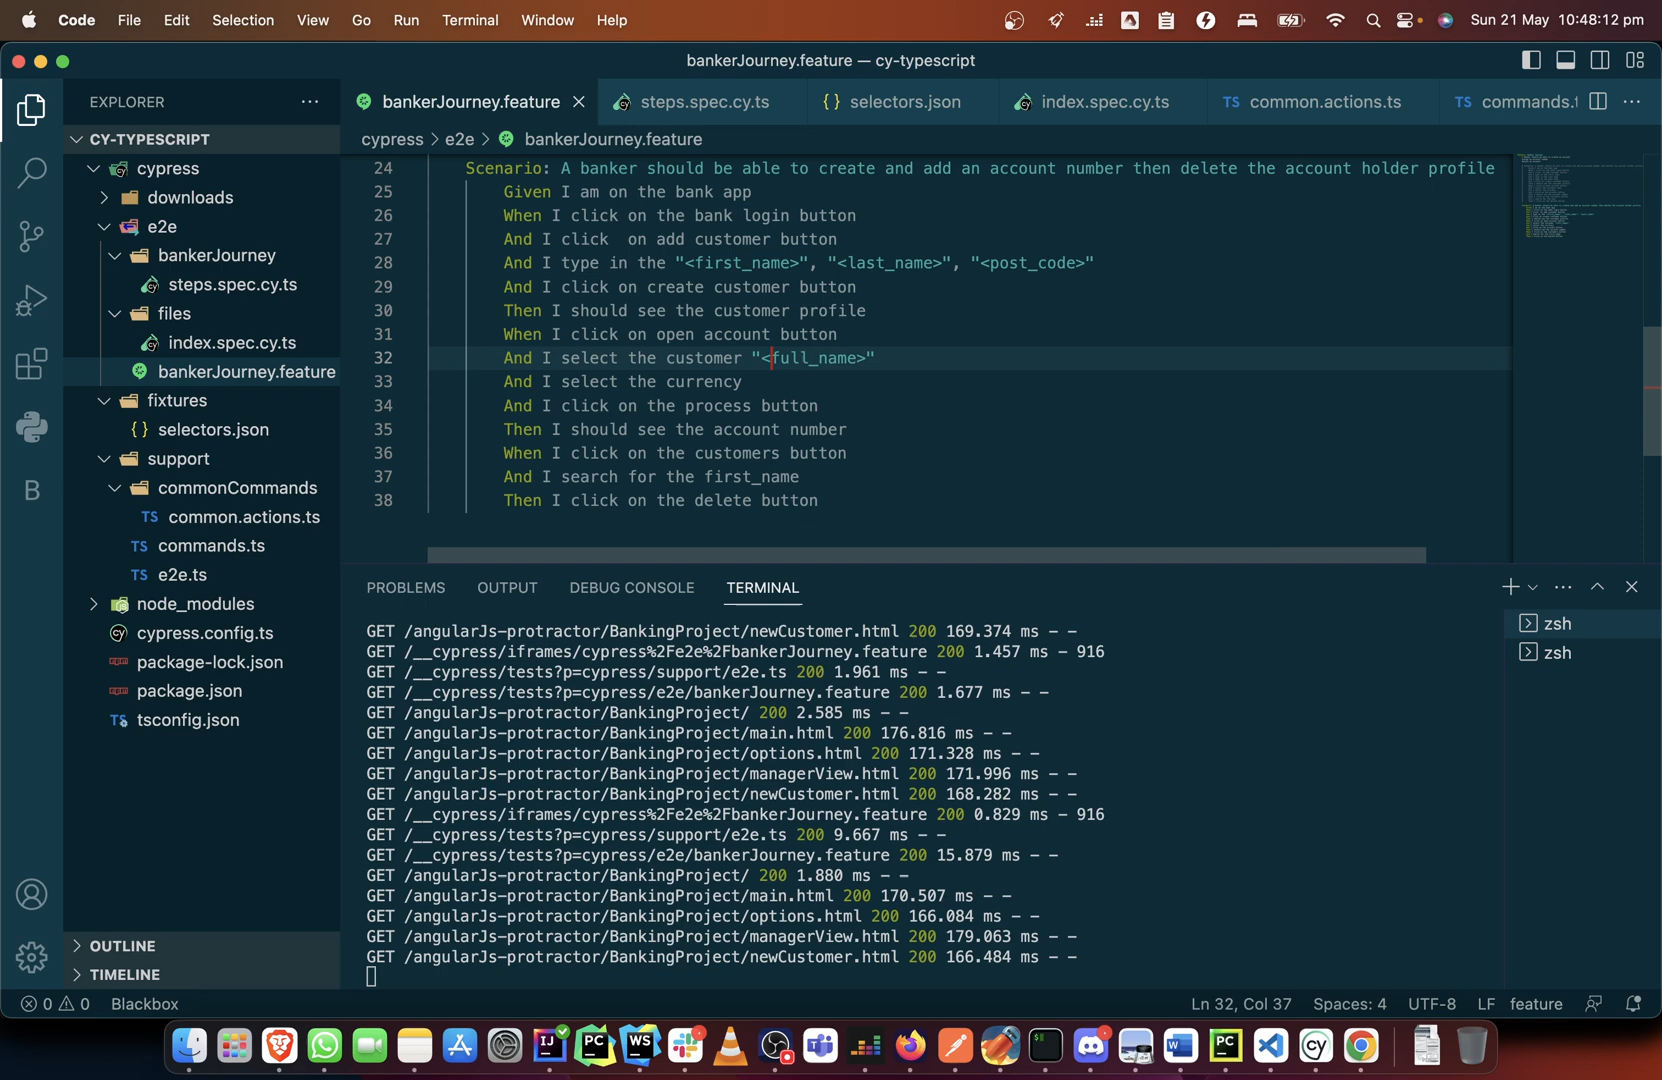 Code File Edit Selection View Go Run Terminal Window Help Sun 21 May 10:48:12 pm
bankerJourney.feature — cy-typescript
EXPLORER
bankerJourney.feature
steps.spec.cy.ts
{} selectors.json
index.spec.cy.ts
TS common.actions.ts
TS commands.t
CY-TYPESCRIPT
cypress > e2e > bankerJourney.feature
cypress
downloads
e2e
bankerJourney
steps.spec.cy.ts
files
index.spec.cy.ts
bankerJourney.feature
fixtures
{} selectors.json
support
commonCommands
TS common.actions.ts
TS commands.ts
TS e2e.ts
node_modules
cypress.config.ts
package-lock.json
package.json
tsconfig.json
OUTLINE
TIMELINE
24 Scenario: A banker should be able to create and add an account number then delete the account holder profile
25 Given I am on the bank app
26 When I click on the bank login button
27 And I click  on add customer button
28 And I type in the "<first_name>", "<last_name>", "<post_code>"
29 And I click on create customer button
30 Then I should see the customer profile
31 When I click on open account button
32 And I select the customer "<full_name>"
33 And I select the currency
34 And I click on the process button
35 Then I should see the account number
36 When I click on the customers button
37 And I search for the first_name
38 Then I click on the delete button
PROBLEMS OUTPUT DEBUG CONSOLE TERMINAL
GET /angularJs-protractor/BankingProject/newCustomer.html 200 169.374 ms - -
GET /__cypress/iframes/cypress%2Fe2e%2FbankerJourney.feature 200 1.457 ms - 916
GET /__cypress/tests?p=cypress/support/e2e.ts 200 1.961 ms - -
GET /__cypress/tests?p=cypress/e2e/bankerJourney.feature 200 1.677 ms - -
GET /angularJs-protractor/BankingProject/ 200 2.585 ms - -
GET /angularJs-protractor/BankingProject/main.html 200 176.816 ms - -
GET /angularJs-protractor/BankingProject/options.html 200 171.328 ms - -
GET /angularJs-protractor/BankingProject/managerView.html 200 171.996 ms - -
GET /angularJs-protractor/BankingProject/newCustomer.html 200 168.282 ms - -
GET /__cypress/iframes/cypress%2Fe2e%2FbankerJourney.feature 200 0.829 ms - 916
GET /__cypress/tests?p=cypress/support/e2e.ts 200 9.667 ms - -
GET /__cypress/tests?p=cypress/e2e/bankerJourney.feature 200 15.879 ms - -
GET /angularJs-protractor/BankingProject/ 200 1.880 ms - -
GET /angularJs-protractor/BankingProject/main.html 200 170.507 ms - -
GET /angularJs-protractor/BankingProject/options.html 200 166.084 ms - -
GET /angularJs-protractor/BankingProject/managerView.html 200 179.063 ms - -
GET /angularJs-protractor/BankingProject/newCustomer.html 200 166.484 ms - -
zsh
zsh
0 0 Blackbox Ln 32, Col 37 Spaces: 4 UTF-8 LF feature